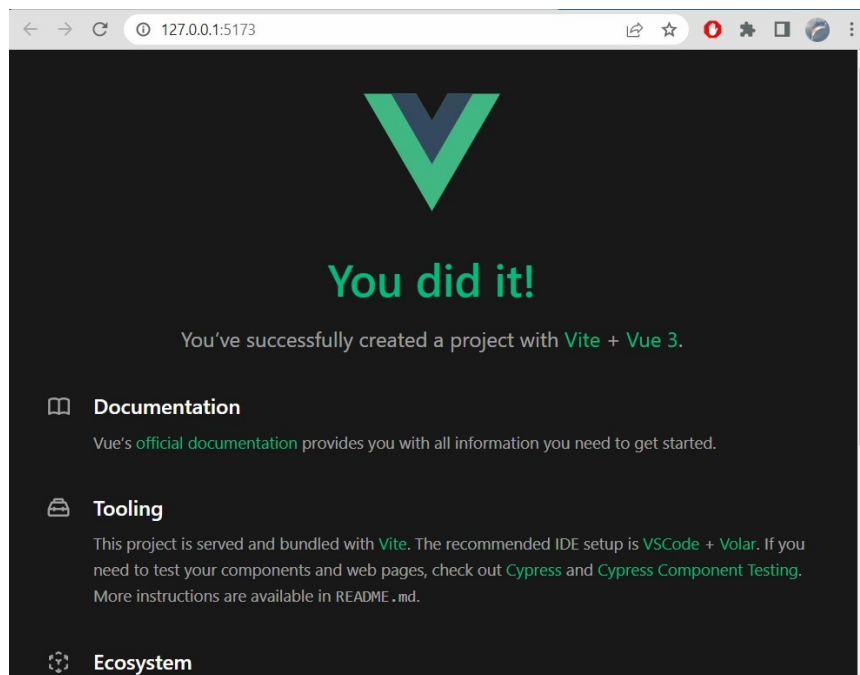 127.0.0.1:5173
You did it!
You've successfully created a project with Vite + Vue 3.
Documentation
Vue's official documentation provides you with all information you need to get started.
Tooling
This project is served and bundled with Vite. The recommended IDE setup is VSCode + Volar. If you
need to test your components and web pages, check out Cypress and Cypress Component Testing.
More instructions are available in README.md.
Ecosystem